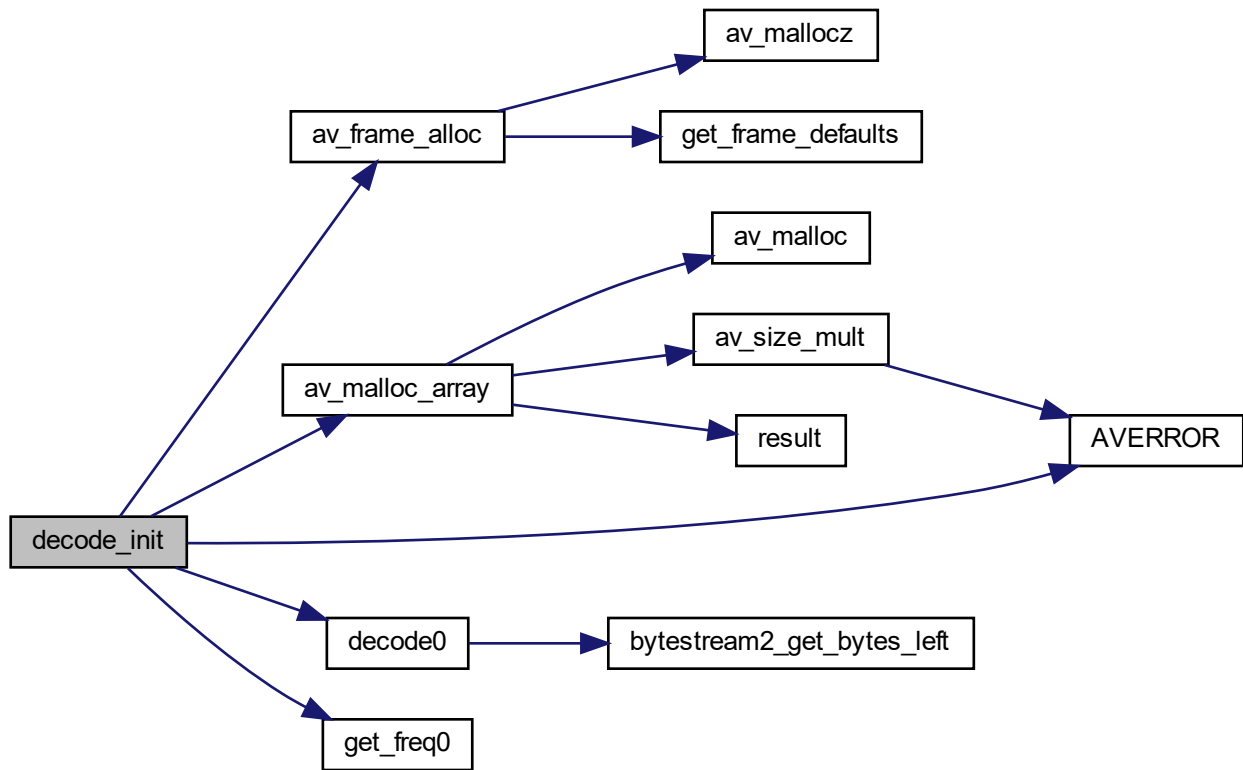 av_mallocz
av_frame_alloc
get_frame_defaults
av_malloc
av_size_mult
av_malloc_array
result
AVERROR
decode_init
decode0
bytestream2_get_bytes_left
get_freq0